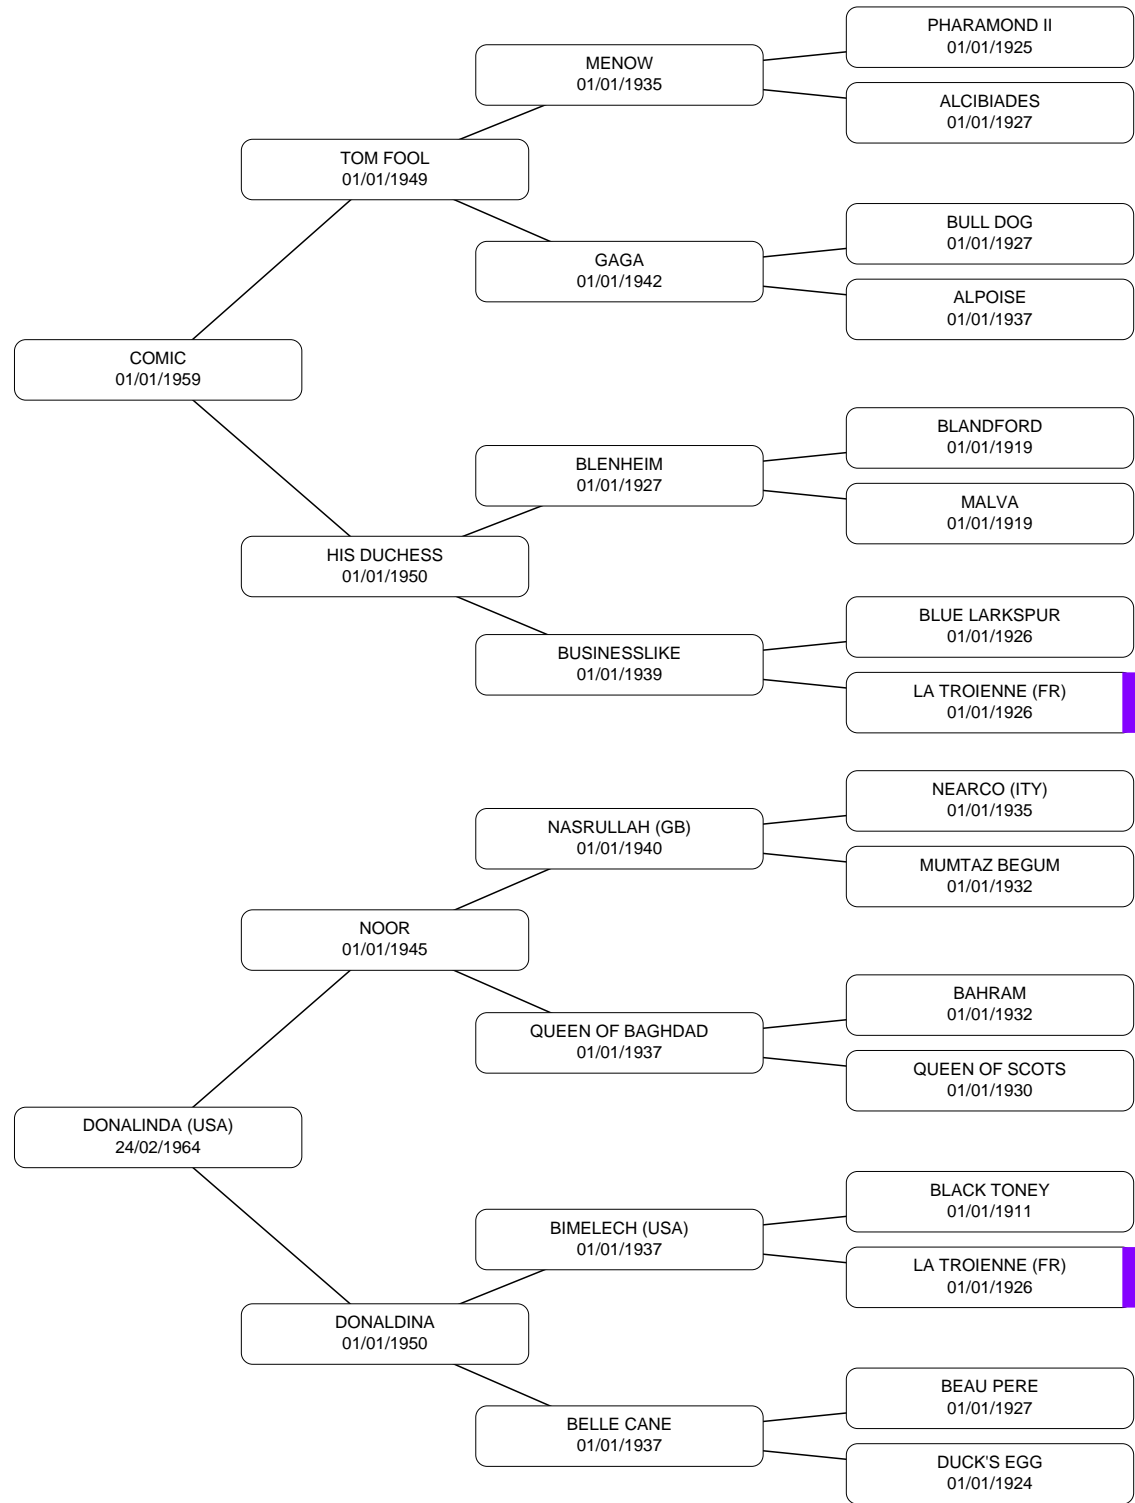 PHARAMOND II
01/01/1925
MENOW
01/01/1935
ALCIBIADES
01/01/1927
TOM FOOL
01/01/1949
BULL DOG
01/01/1927
GAGA
01/01/1942
ALPOISE
01/01/1937
COMIC
01/01/1959
BLANDFORD
01/01/1919
BLENHEIM
01/01/1927
MALVA
01/01/1919
HIS DUCHESS
01/01/1950
BLUE LARKSPUR
01/01/1926
BUSINESSLIKE
01/01/1939
LA TROIENNE (FR)
01/01/1926
NEARCO (ITY)
01/01/1935
NASRULLAH (GB)
01/01/1940
MUMTAZ BEGUM
01/01/1932
NOOR
01/01/1945
BAHRAM
01/01/1932
QUEEN OF BAGHDAD
01/01/1937
QUEEN OF SCOTS
01/01/1930
DONALINDA (USA)
24/02/1964
BLACK TONEY
01/01/1911
BIMELECH (USA)
01/01/1937
LA TROIENNE (FR)
01/01/1926
DONALDINA
01/01/1950
BEAU PERE
01/01/1927
BELLE CANE
01/01/1937
DUCK'S EGG
01/01/1924